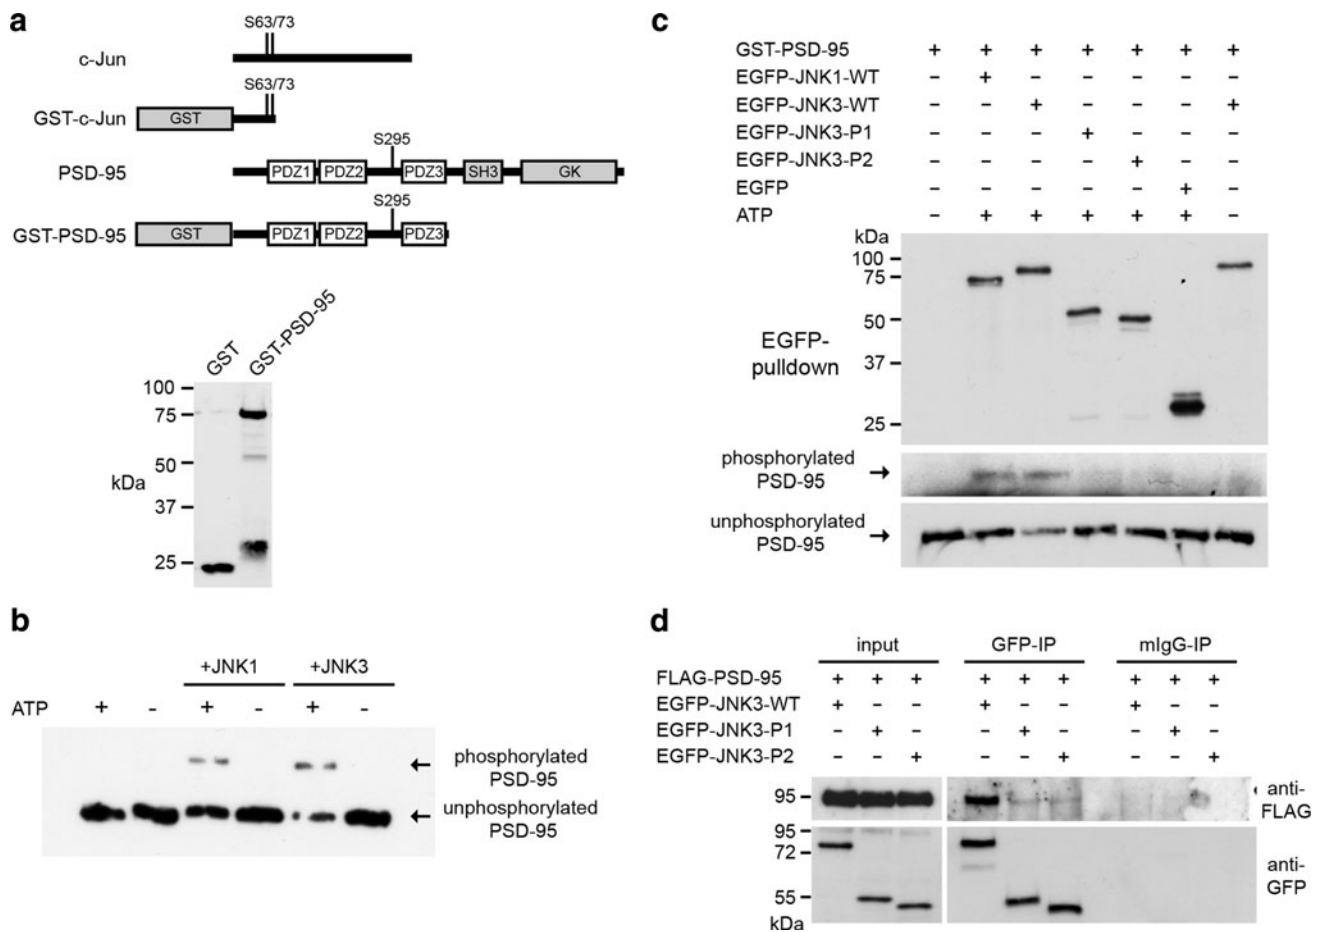 a
S63/73
c-Jun
S63/73
GST-c-Jun GST
S295
PSD-95 PDZ1 PDZ2 PDZ3 SH3 GK
S295
GST-PSD-95 GST PDZ1 PDZ2 PDZ3
GST GST-PSD-95
100
75
50
kDa
37
25
b
+JNK1 +JNK3
ATP + - + - + -
phosphorylated
PSD-95
unphosphorylated
PSD-95
c
GST-PSD-95 + + + + + + +
EGFP-JNK1-WT - + - - - - -
EGFP-JNK3-WT - - + - - - +
EGFP-JNK3-P1 - - - + - - -
EGFP-JNK3-P2 - - - - + - -
EGFP - - - - - + -
ATP - + + + + + -
kDa
100
75
50
EGFP-
pulldown
37
25
phosphorylated
PSD-95
unphosphorylated
PSD-95
d
input GFP-IP mIgG-IP
FLAG-PSD-95 + + + + + + + + +
EGFP-JNK3-WT + - - + - - + - -
EGFP-JNK3-P1 - + - - + - - + -
EGFP-JNK3-P2 - - + - - + - - +
95
anti-
FLAG
95
72
anti-
GFP
55
kDa